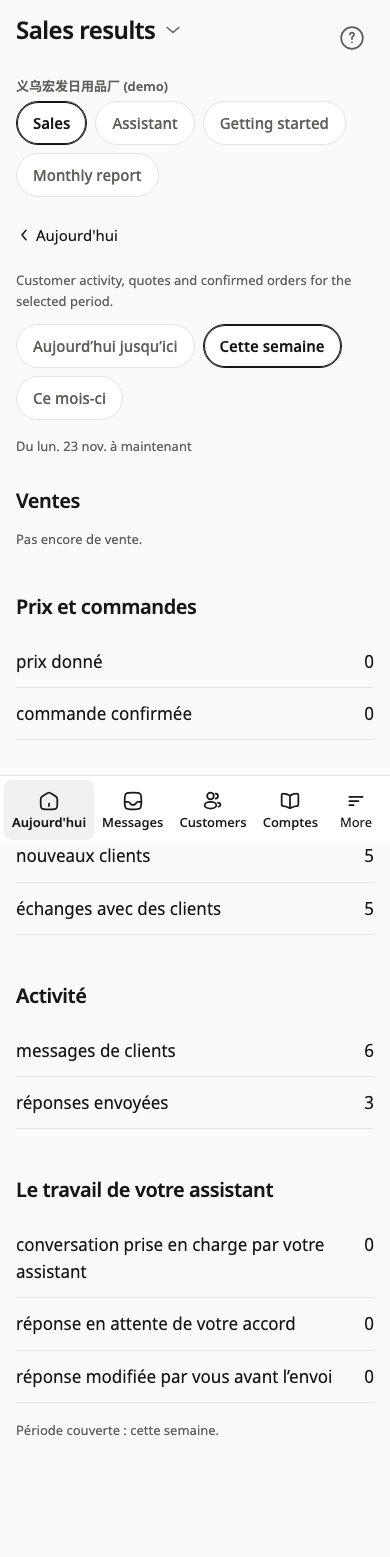 Sales results
义乌宏发日用品厂 (demo)
Sales
Assistant
Getting started
Monthly report
Aujourd'hui
Customer activity, quotes and confirmed orders for the
selected period.
Aujourd’hui jusqu’ici
Cette semaine
Ce mois-ci
Du lun. 23 nov. à maintenant
Ventes
Pas encore de vente.
Prix et commandes
prix donné 0
commande confirmée 0
Aujourd'hui
Messages
Customers
Comptes
More
nouveaux clients 5
échanges avec des clients 5
Activité
messages de clients 6
réponses envoyées 3
Le travail de votre assistant
conversation prise en charge par votre 0
assistant
réponse en attente de votre accord 0
réponse modifiée par vous avant l’envoi 0
Période couverte : cette semaine.